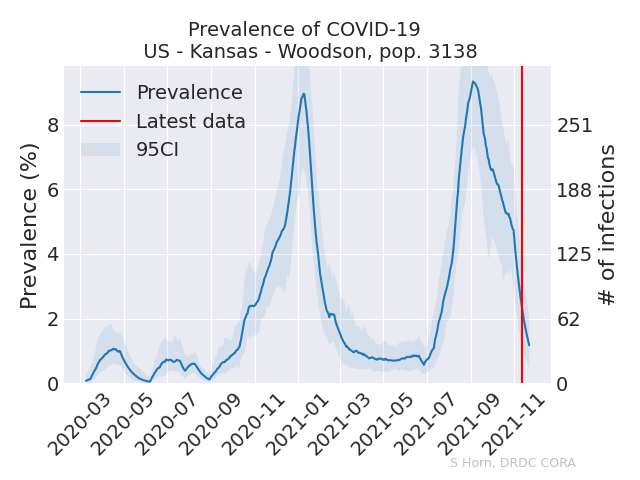 Prevalence of COVID-19
US - Kansas - Woodson, pop. 3138
Prevalence
Latest data
95CI
Prevalence (%)
8
6
4
2
0
# of infections
251
188
125
62
0
2020-03
2020-05
2020-07
2020-09
2020-11
2021-01
2021-03
2021-05
2021-07
2021-09
2021-11
S Horn, DRDC CORA